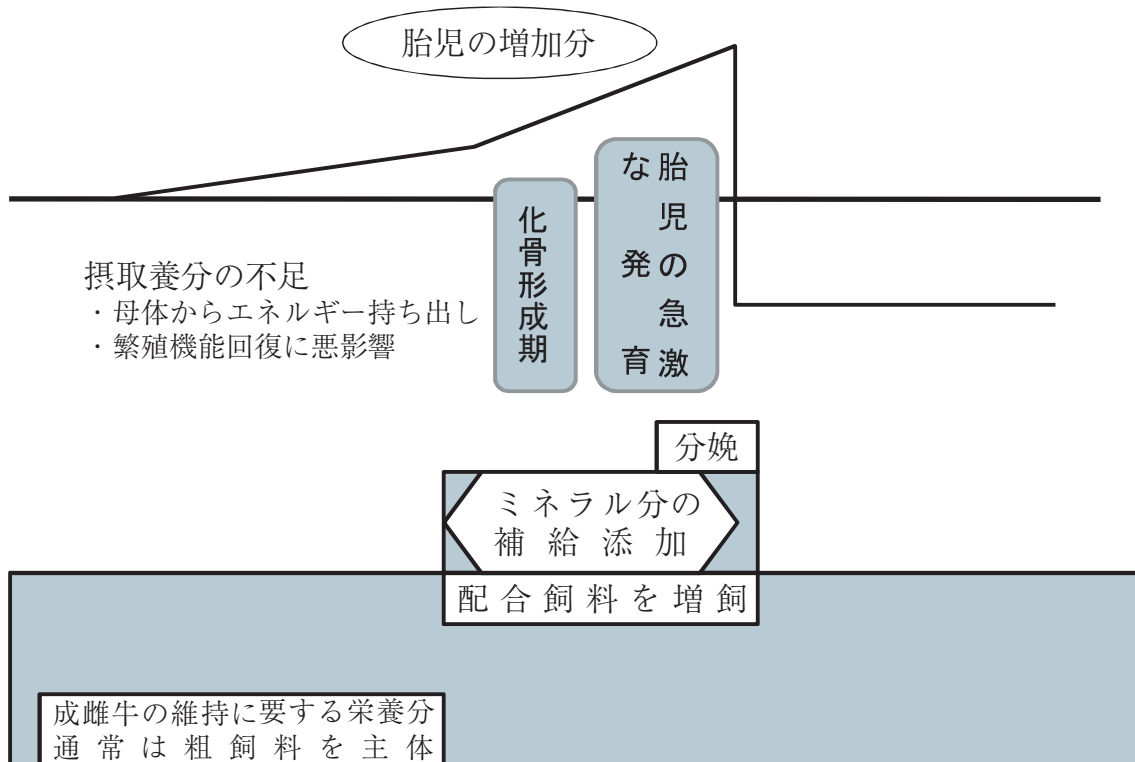 胎児の増加分
胎児の急激
な発育
化骨形成期
摂取養分の不足
・母体からエネルギー持ち出し
・繁殖機能回復に悪影響
分娩
ミネラル分の
補給添加
配合飼料を増飼
成雌牛の維持に要する栄養分
通常は粗飼料を主体